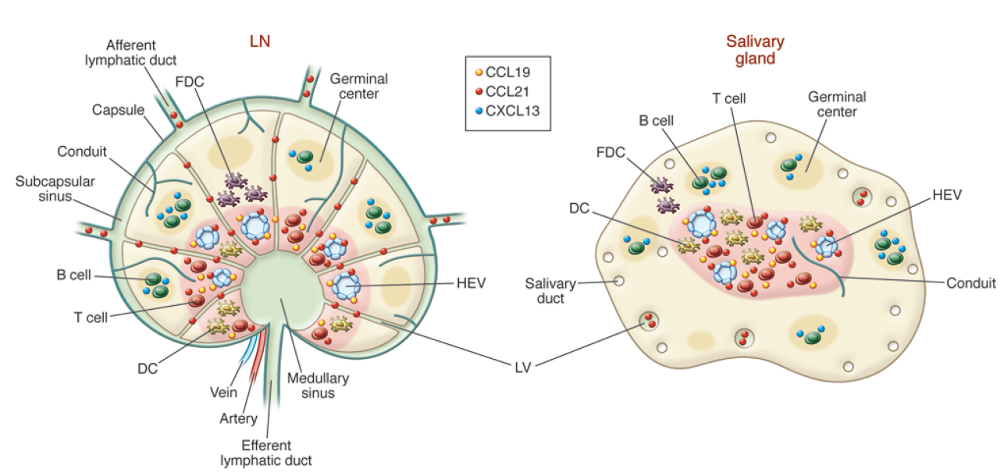 LN
Afferent
lymphatic duct
FDC
Germinal
center
Capsule
Conduit
Subcapsular
sinus
B cell
T cell
DC
Vein
Artery
Efferent
lymphatic duct
Medullary
sinus
HEV
LV
CCL19
CCL21
CXCL13
Salivary
gland
T cell
Germinal
center
B cell
FDC
DC
HEV
Salivary
duct
Conduit